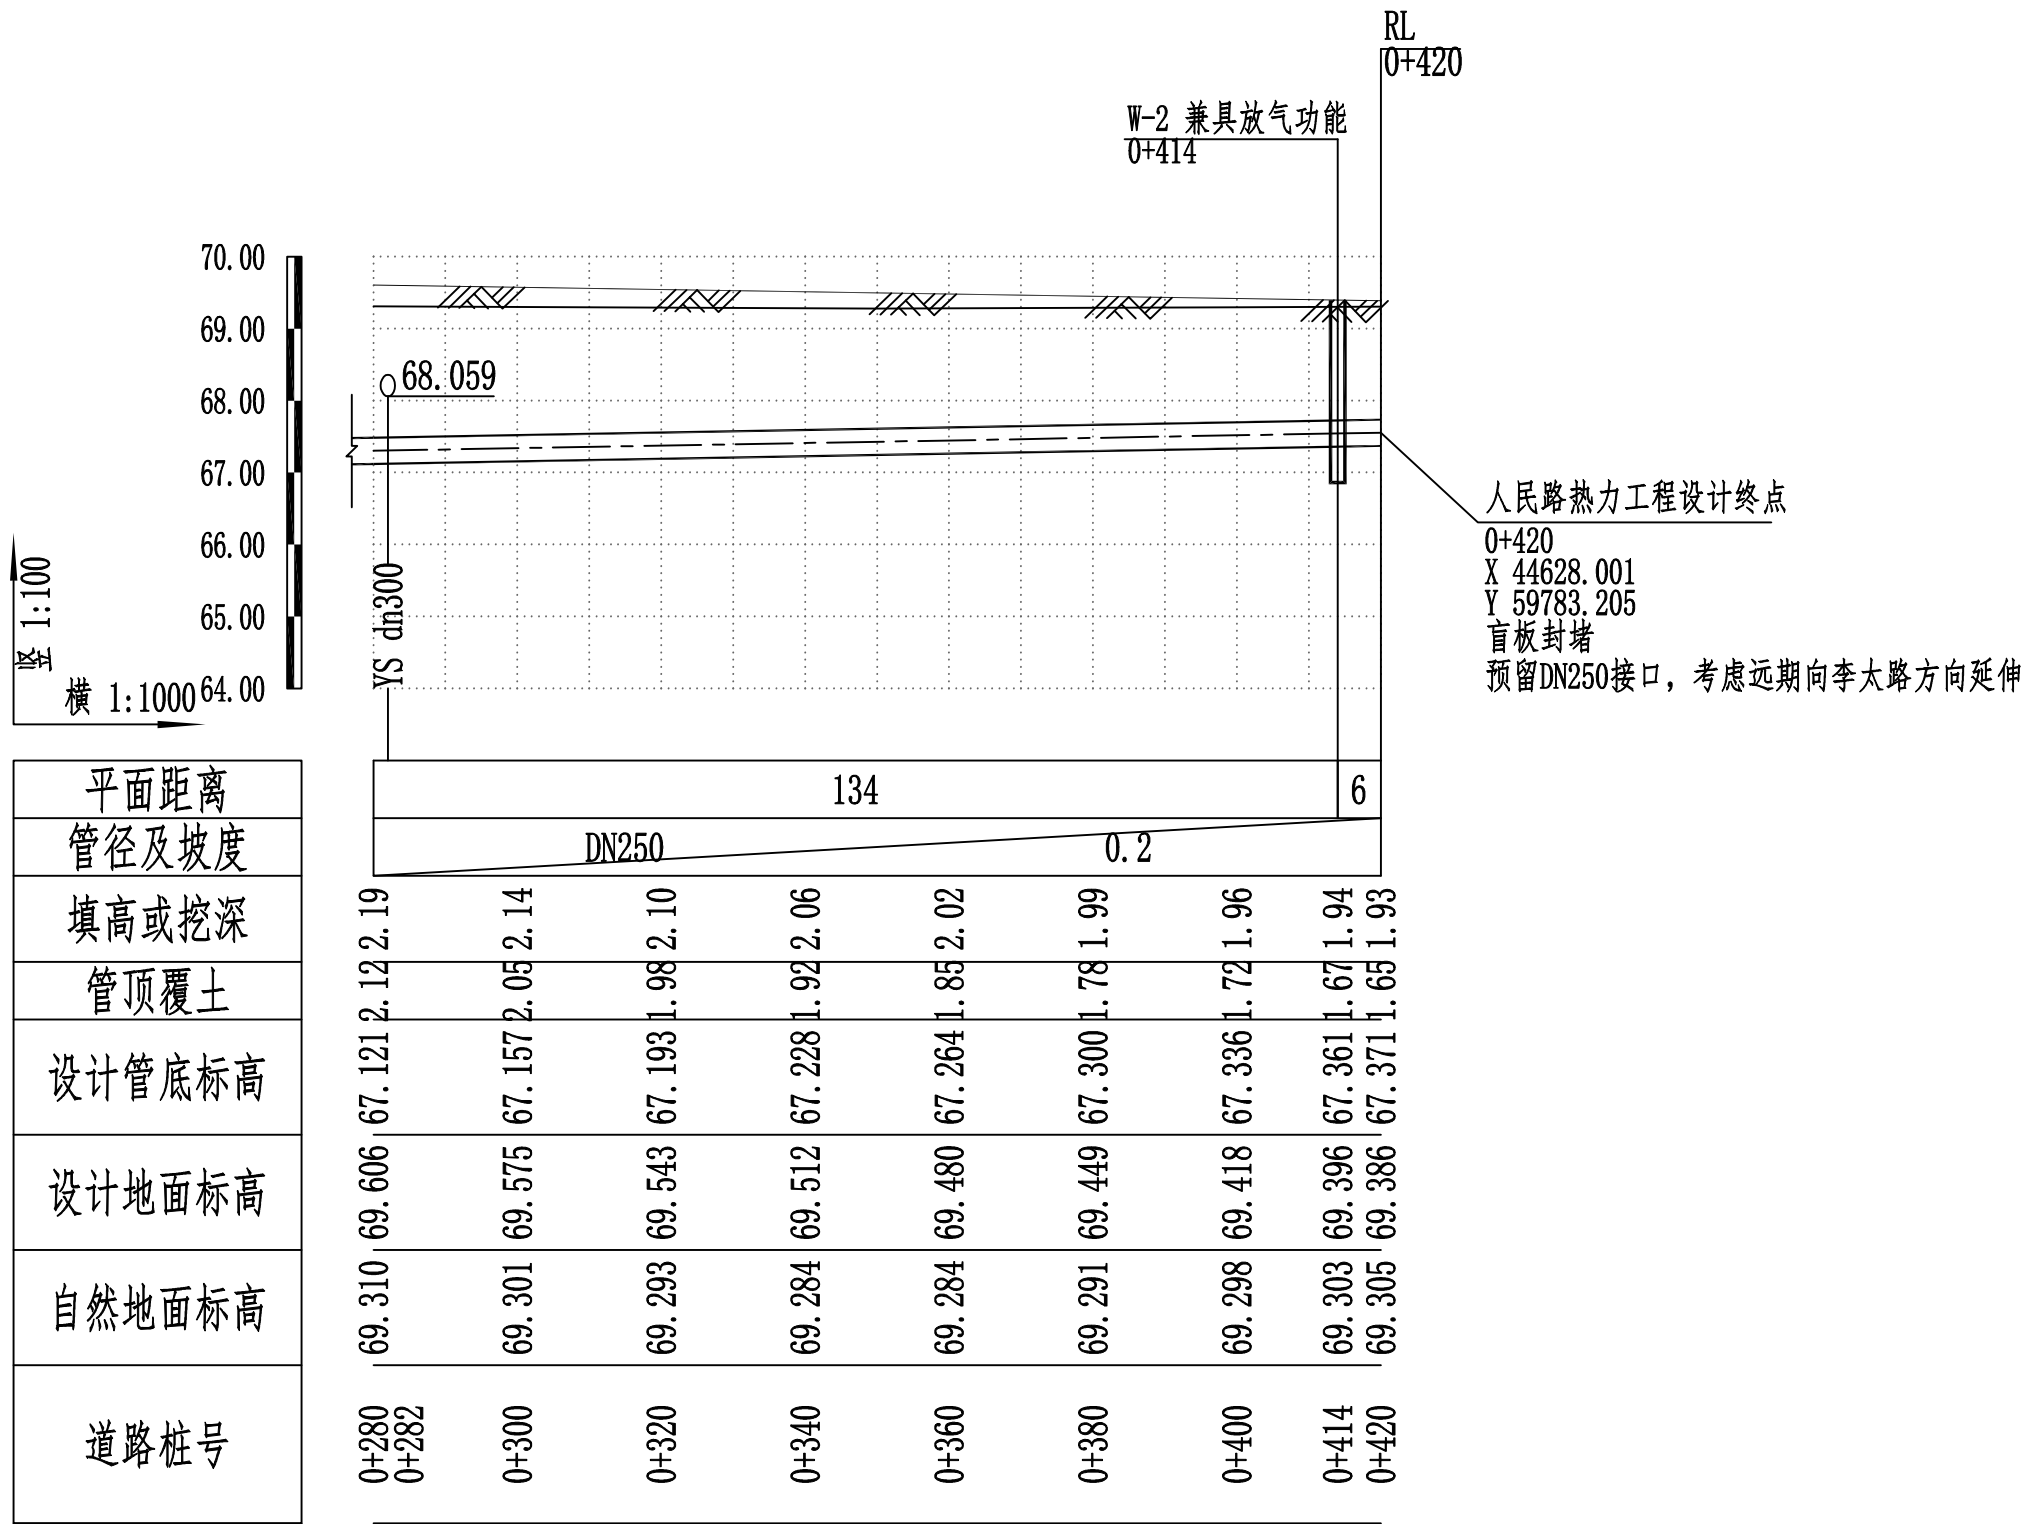 RL
0+420
W-2 兼具放气功能
0+414
70.00
69.00
68.00
67.00
66.00
65.00
64.00
68.059
YS dn300
竖 1:100
横 1:1000
人民路热力工程设计终点
0+420
X 44628.001
Y 59783.205
盲板封堵
预留DN250接口，考虑远期向李太路方向延伸
平面距离 134 6
管径及坡度 DN250 0.2
填高或挖深 2.19 2.14 2.10 2.06 2.02 1.99 1.96 1.94 1.93
管顶覆土 2.12 2.05 1.98 1.92 1.85 1.78 1.72 1.67 1.65
设计管底标高 67.121 67.157 67.193 67.228 67.264 67.300 67.336 67.361 67.371
设计地面标高 69.606 69.575 69.543 69.512 69.480 69.449 69.418 69.396 69.386
自然地面标高 69.310 69.301 69.293 69.284 69.284 69.291 69.298 69.303 69.305
道路桩号 0+280 0+282 0+300 0+320 0+340 0+360 0+380 0+400 0+414 0+420